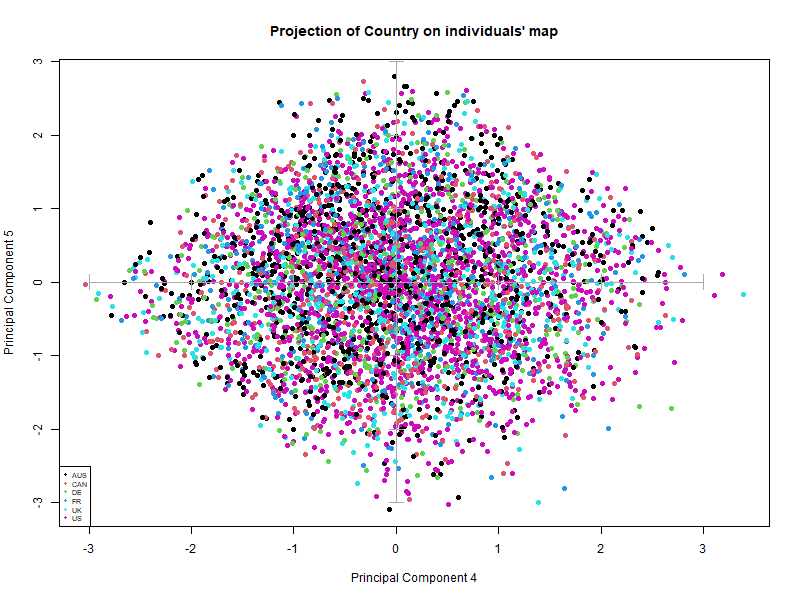 Projection of Country on individuals' map
Principal Component 5
3
2
1
0
-1
-2
-3
AUS
CAN
DE
FR
UK
US
-3
-2
-1
0
1
2
3
Principal Component 4